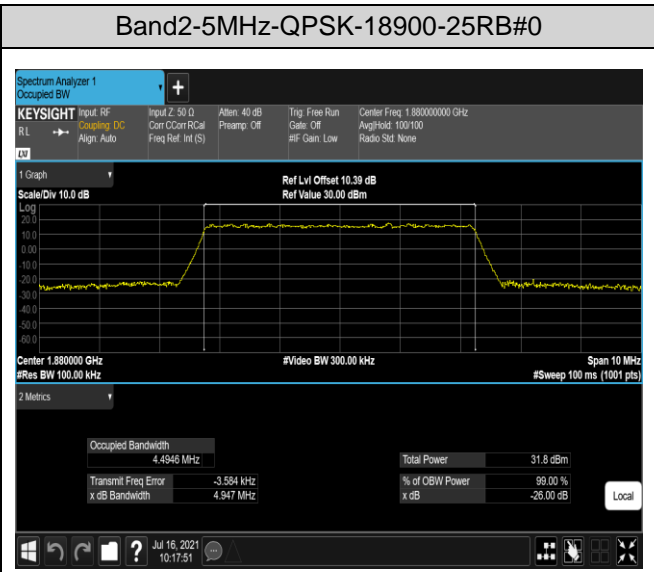 Band2-5MHz-QPSK-18900-25RB#0
Spectrum Analyzer 1
Occupied BW
+
KEYSIGHT
RL
LXI
Input: RF
Coupling: DC
Align: Auto
Input Z: 50 Ω
Corr CCorr RCal
Freq Ref: Int (S)
Atten: 40 dB
Preamp: Off
Trig: Free Run
Gate: Off
#IF Gain: Low
Center Freq: 1.880000000 GHz
Avg|Hold: 100/100
Radio Std: None
1 Graph
Scale/Div 10.0 dB
Ref Lvl Offset 10.39 dB
Ref Value 30.00 dBm
Log
20.0
10.0
0.00
-10.0
-20.0
-30.0
-40.0
-50.0
-60.0
Center 1.880000 GHz
#Res BW 100.00 kHz
#Video BW 300.00 kHz
Span 10 MHz
#Sweep 100 ms (1001 pts)
2 Metrics
Occupied Bandwidth
4.4946 MHz
Transmit Freq Error -3.584 kHz
x dB Bandwidth 4.947 MHz
Total Power 31.8 dBm
% of OBW Power 99.00 %
x dB -26.00 dB
Local
?
Jul 16, 2021
10:17:51